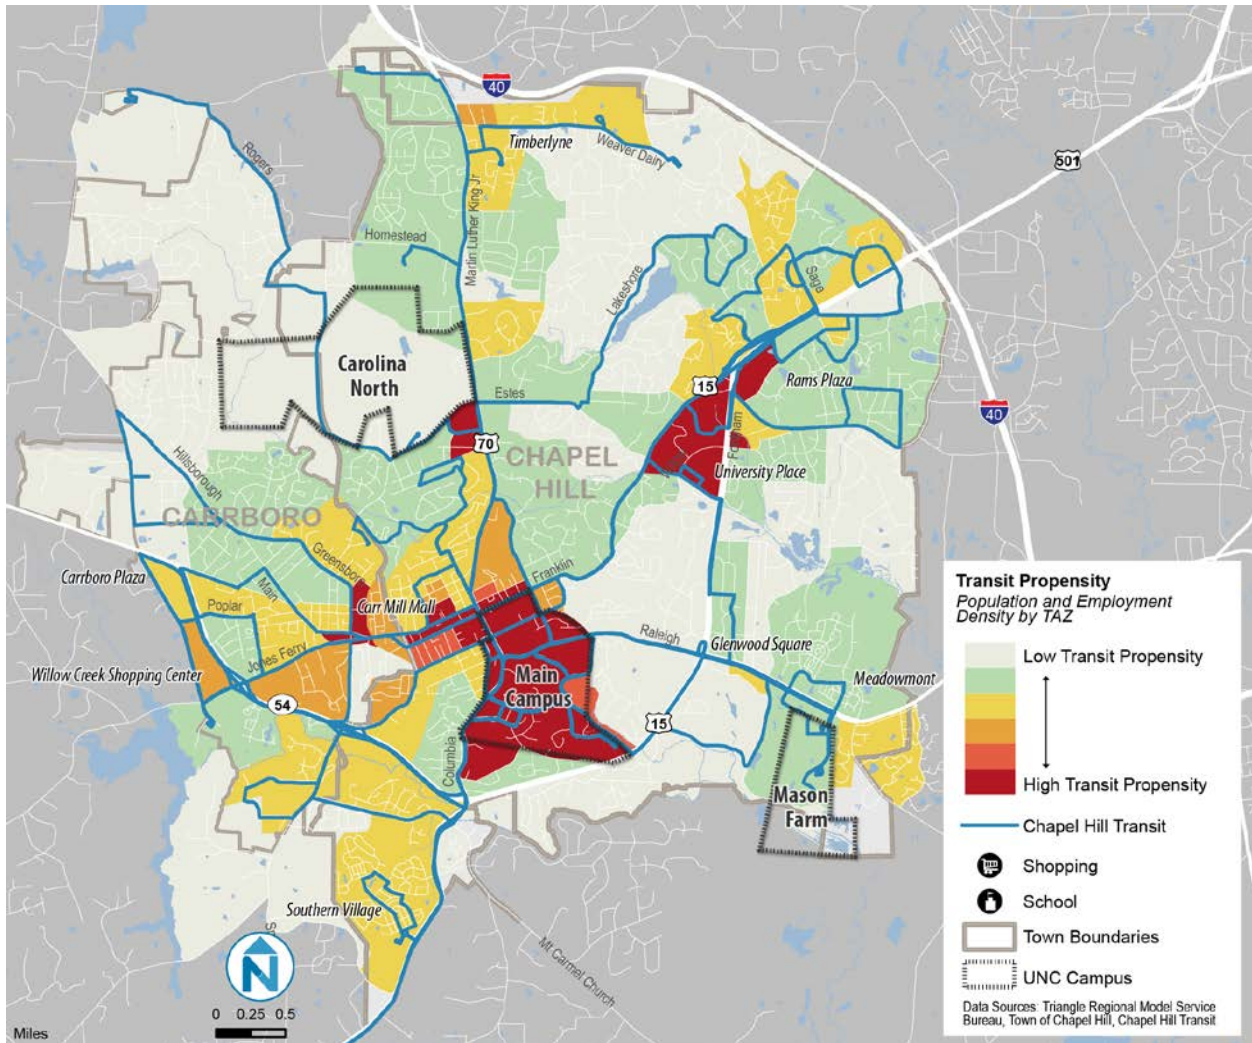 40
Timberlyne
Weaver Dairy
501
Rogers
Martin Luther King Jr
Homestead
Sage
Lakeshore
Carolina
North
15
Rams Plaza
Estes
40
70
Fordham
CHAPEL
HILL
University Place
Hillsborough
CARRBORO
Greensboro
Carrboro Plaza
Main
Franklin
Poplar
Carr Mill Mall
Jones Ferry
Raleigh
Glenwood Square
Willow Creek Shopping Center
Main
Campus
Meadowmont
54
15
Columbia
Mason
Farm
Southern Village
Mt Carmel Church
N
0 0.25 0.5
Miles
Transit Propensity
Population and Employment
Density by TAZ
Low Transit Propensity
High Transit Propensity
Chapel Hill Transit
Shopping
School
Town Boundaries
UNC Campus
Data Sources: Triangle Regional Model Service
Bureau, Town of Chapel Hill, Chapel Hill Transit